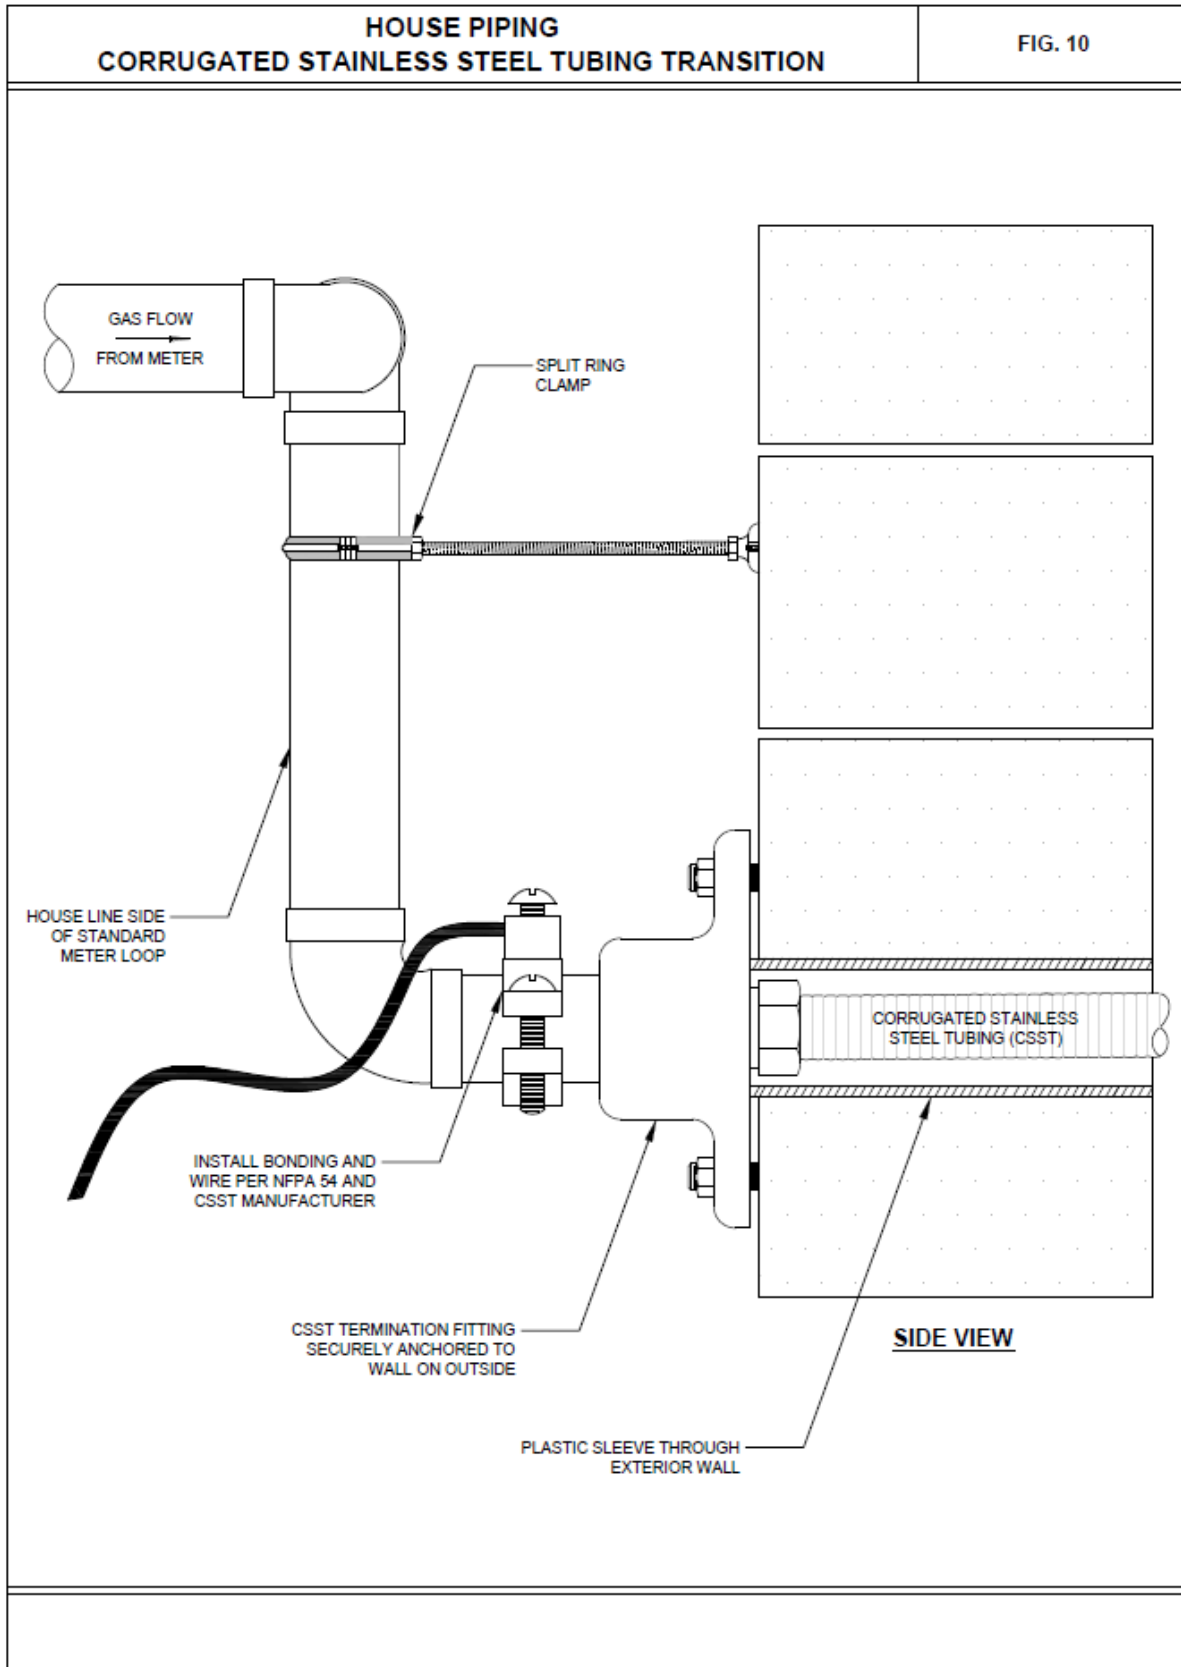 HOUSE PIPING
CORRUGATED STAINLESS STEEL TUBING TRANSITION
FIG. 10
GAS FLOW
FROM METER
SPLIT RING
CLAMP
HOUSE LINE SIDE
OF STANDARD
METER LOOP
CORRUGATED STAINLESS
STEEL TUBING (CSST)
INSTALL BONDING AND
WIRE PER NFPA 54 AND
CSST MANUFACTURER
CSST TERMINATION FITTING
SECURELY ANCHORED TO
WALL ON OUTSIDE
SIDE VIEW
PLASTIC SLEEVE THROUGH
EXTERIOR WALL